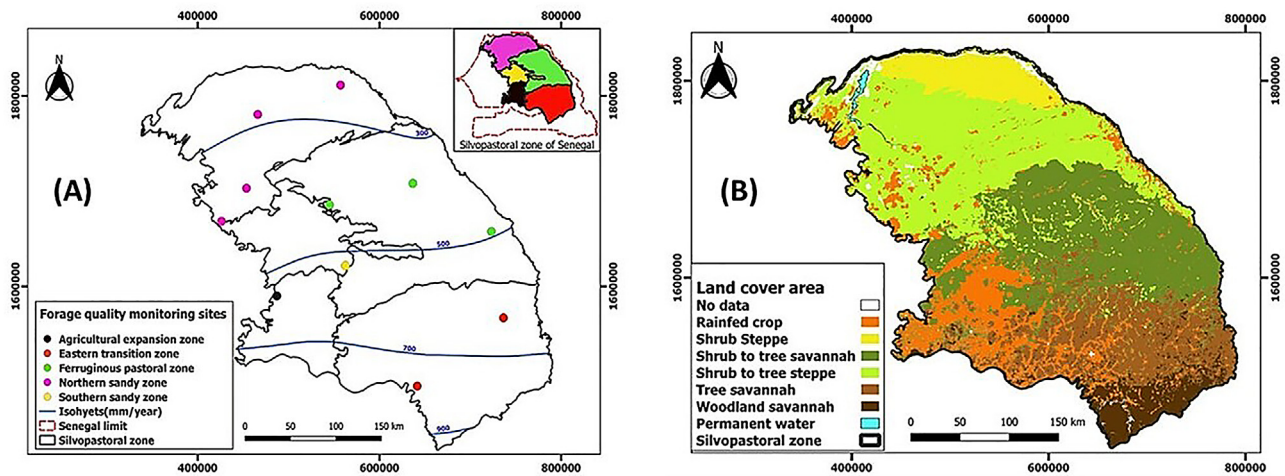 400000
600000
800000
1800000
1600000
N
(A)
300
500
700
900
Silvopastoral zone of Senegal
Forage quality monitoring sites
Agricultural expansion zone
Eastern transition zone
Ferruginous pastoral zone
Northern sandy zone
Southern sandy zone
Isohyets(mm/year)
Senegal limit
Silvopastoral zone
0 50 100 150 km
1800000
1600000
400000
600000
800000
400000
600000
800000
1800000
1600000
N
(B)
Land cover area
No data
Rainfed crop
Shrub Steppe
Shrub to tree savannah
Shrub to tree steppe
Tree savannah
Woodland savannah
Permanent water
Silvopastoral zone
0 50 100 150 km
1800000
1600000
400000
600000
800000